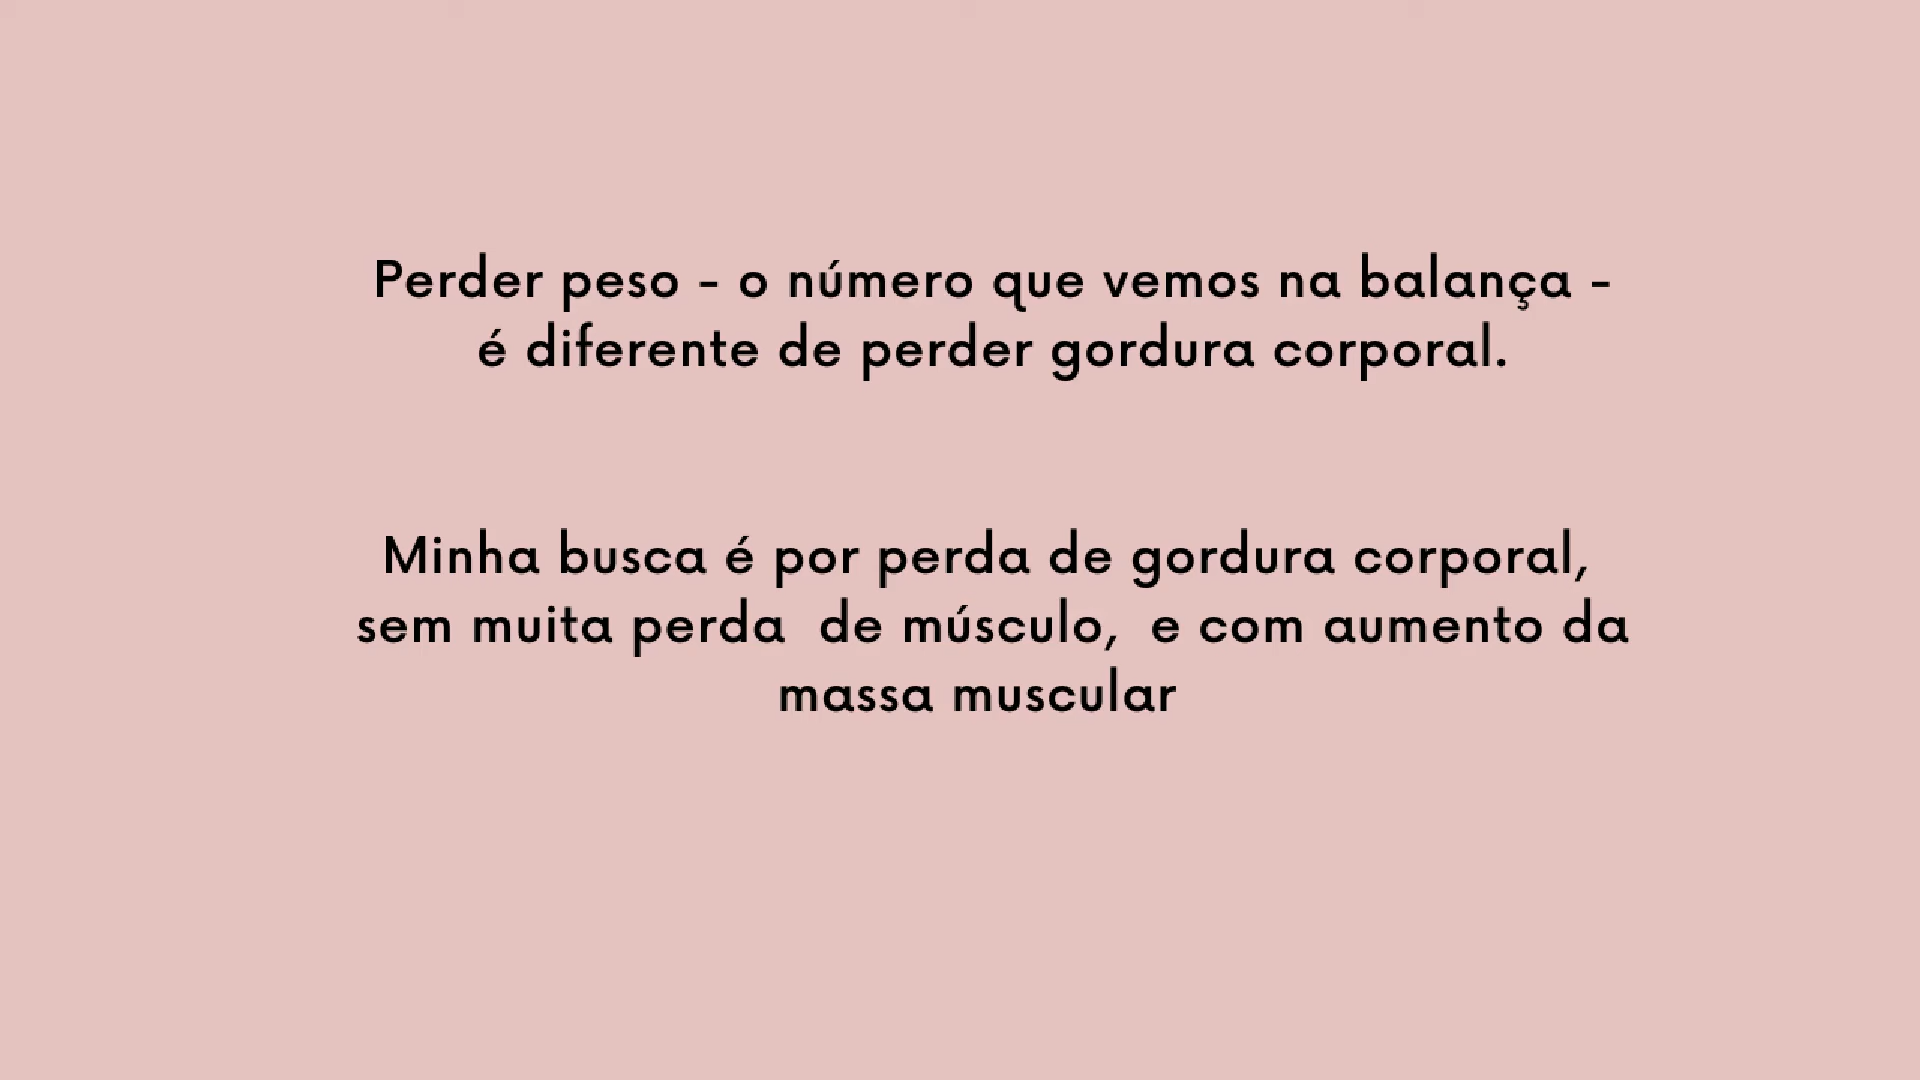 Perder peso - o número que vemos na balança -
é diferente de perder gordura corporal.
Minha busca é por perda de gordura corporal,
sem muita perda  de músculo,  e com aumento da
massa muscular